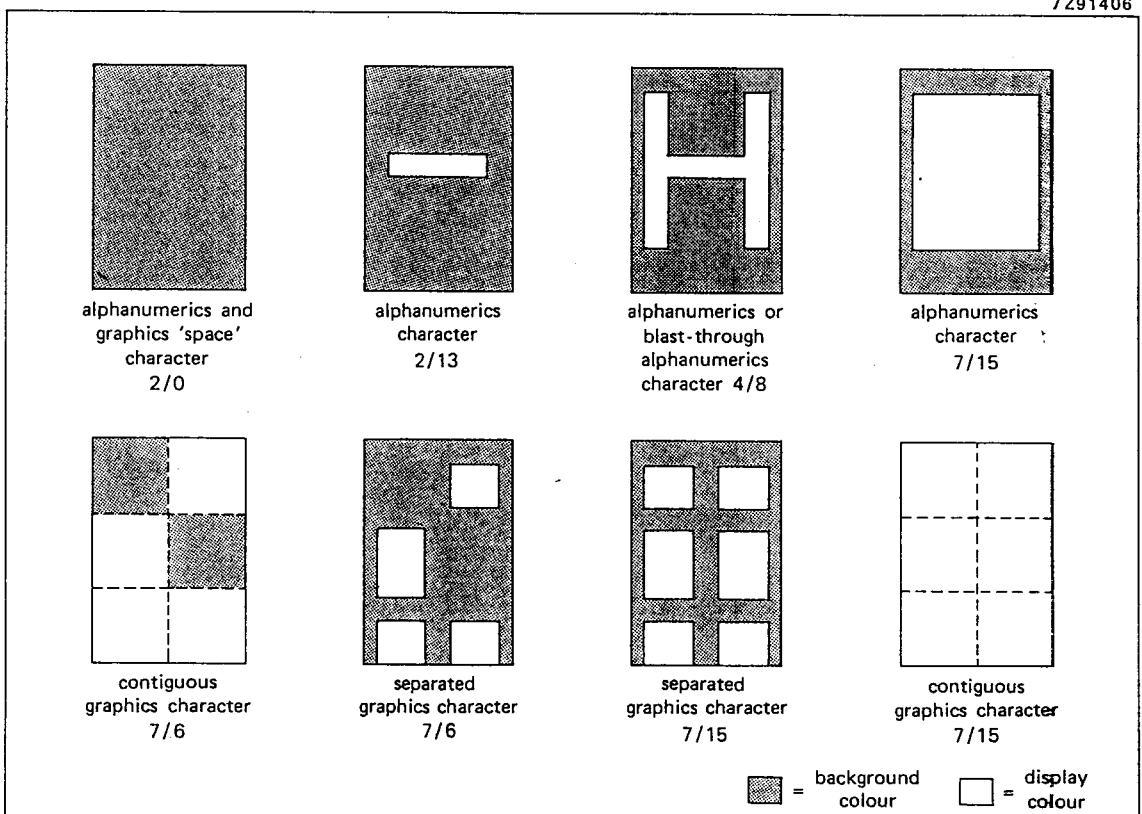 7Z91406
alphanumerics and
graphics 'space'
character
2/0
alphanumerics
character
2/13
alphanumerics or
blast-through
alphanumerics
character 4/8
alphanumerics
character
7/15
contiguous
graphics character
7/6
separated
graphics character
7/6
separated
graphics character
7/15
contiguous
graphics character
7/15
= background
colour
= display
colour